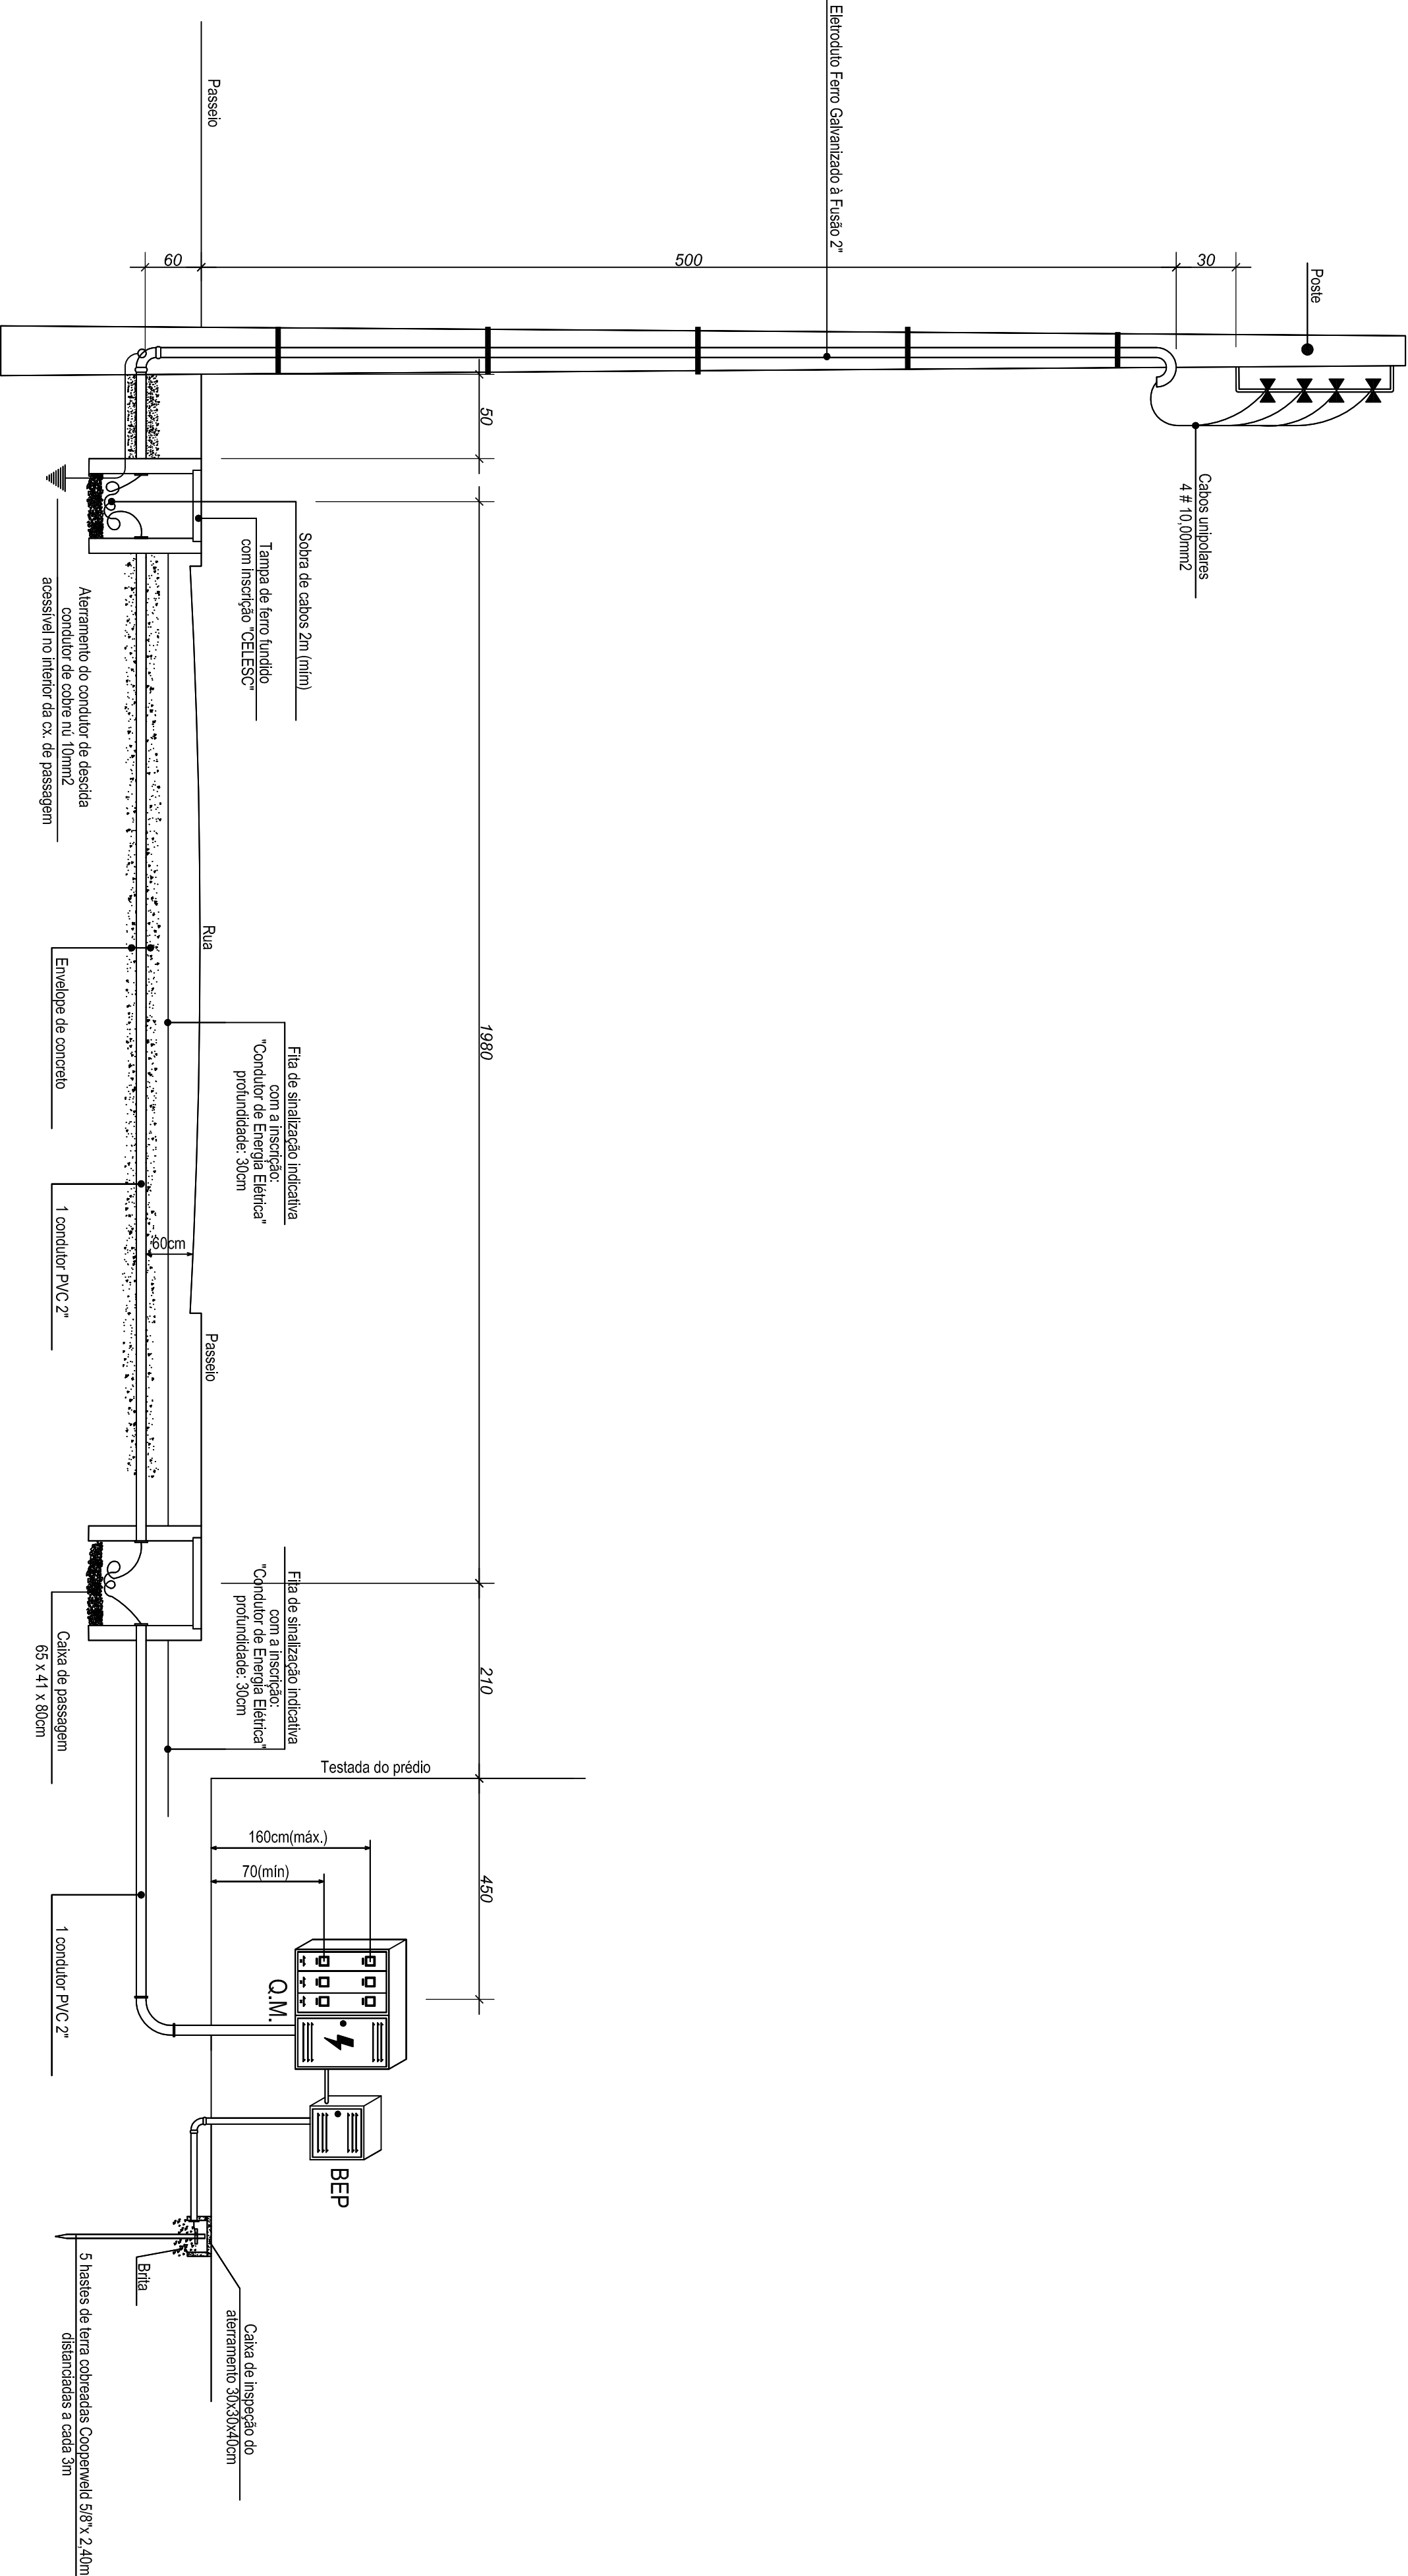 Poste
30
500
60
Eletroduto Ferro Galvanizado à Fusão 2"
Passeio
Cabos unipolares
4 # 10,00mm2
50
1980
210
450
Sobra de cabos 2m (mím)
Tampa de ferro fundido
com inscrição "CELESC"
Aterramento do condutor de descida
condutor de cobre nú 10mm2
acessível no interior da cx. de passagem
Rua
Envelope de concreto
Fita de sinalização indicativa
com a inscrição:
"Condutor de Energia Elétrica"
profundidade: 30cm
1 condutor PVC 2"
60cm
Passeio
Fita de sinalização indicativa
com a inscrição:
"Condutor de Energia Elétrica"
profundidade: 30cm
Caixa de passagem
65 x 41 x 80cm
Testada do prédio
160cm(máx.)
70(mín)
1 condutor PVC 2"
Q.M.
BEP
Brita
Caixa de inspeção do
aterramento 30x30x40cm
5 hastes de terra cobreadas Cooperweld 5/8"x 2,40m
distanciadas a cada 3m